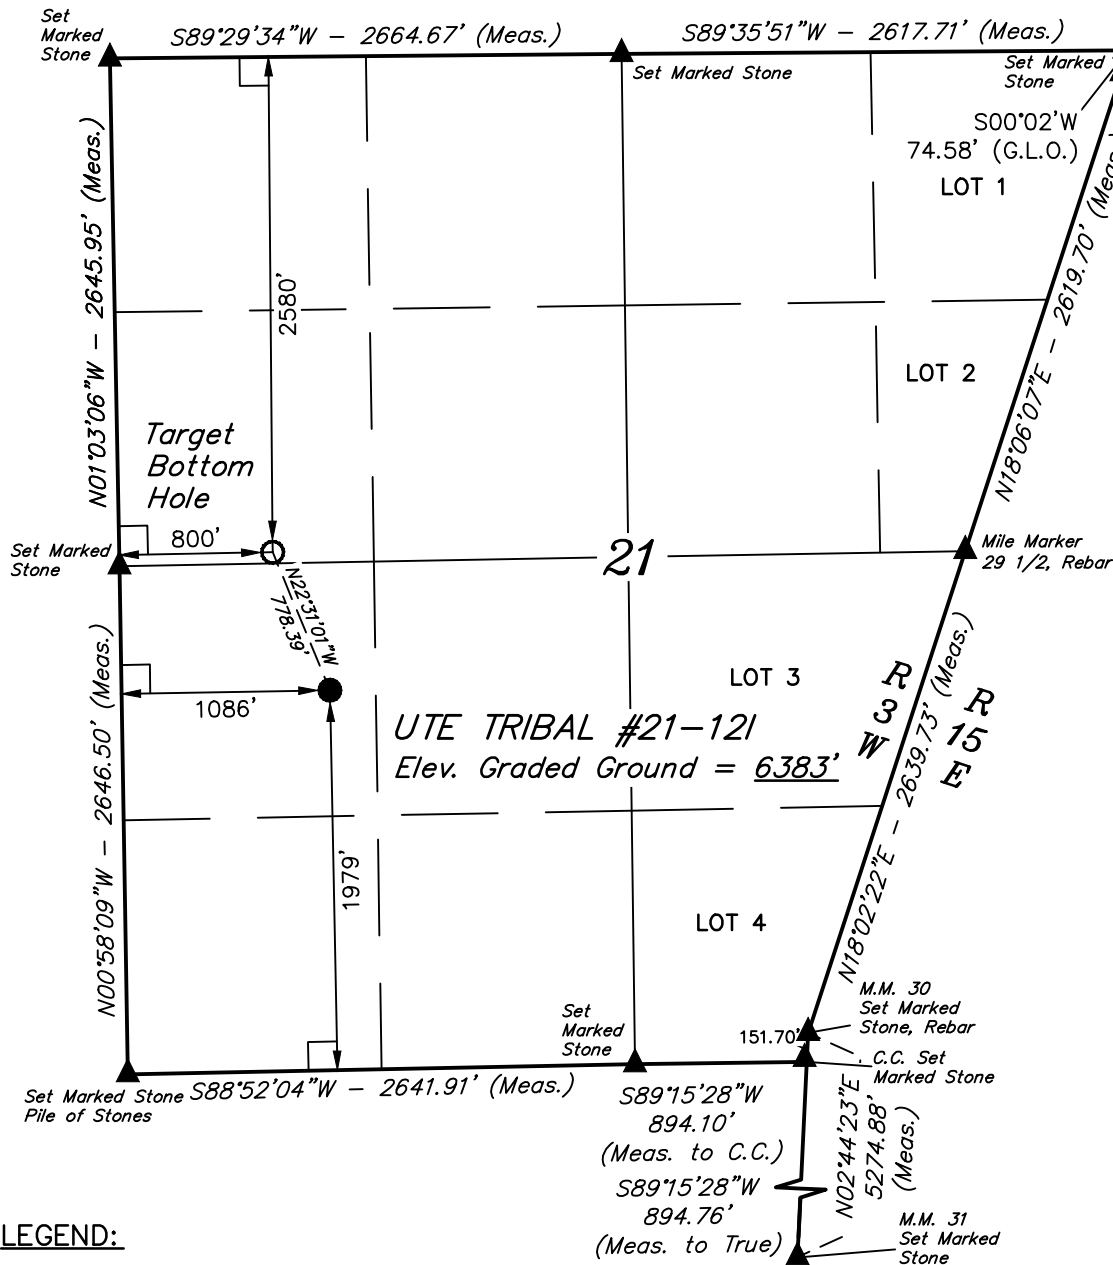 Set
Marked
Stone
S89°29'34"W - 2664.67' (Meas.)
S89°35'51"W - 2617.71' (Meas.)
Set Marked Stone
Set Marked
Stone
S00°02'W
74.58' (G.L.O.)
LOT 1
N01°03'06"W - 2645.95' (Meas.)
2580'
N18°06'07"E - 2619.70' (Meas.
LOT 2
Target
Bottom
Hole
800'
Set Marked
Stone
21
Mile Marker
29 1/2, Rebar
N22°31'01"W
778.39'
1086'
LOT 3
R
3
W
R
15
E
UTE TRIBAL #21-12I
Elev. Graded Ground = 6383'
N00°58'09"W - 2646.50' (Meas.)
N18°02'22"E - 2639.73' (Meas.)
1979'
LOT 4
M.M. 30
Set Marked
Stone, Rebar
Set
Marked
Stone
151.70'
C.C. Set
Marked Stone
Set Marked Stone
Pile of Stones
S88°52'04"W - 2641.91' (Meas.)
S89°15'28"W
894.10'
(Meas. to C.C.)
S89°15'28"W
894.76'
(Meas. to True)
N02°44'23"E
5274.88'
(Meas.)
M.M. 31
Set Marked
Stone
LEGEND: